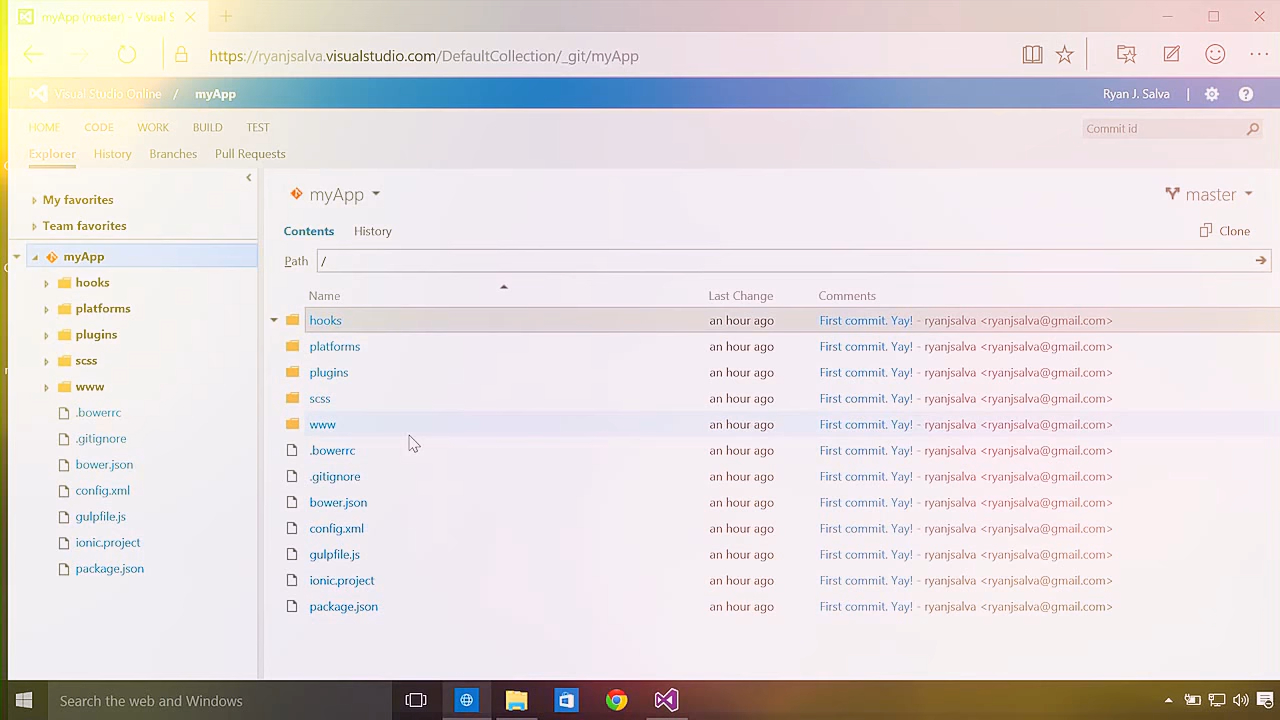 myApp (master) - Visual S
https://ryanjsalva.visualstudio.com/DefaultCollection/_git/myApp
Visual Studio Online / myApp
Ryan J. Salva |
HOME CODE WORK BUILD TEST
Commit id
Explorer History Branches Pull Requests
My favorites
Team favorites
myApp
hooks
platforms
plugins
scss
www
.bowerrc
.gitignore
bower.json
config.xml
gulpfile.js
ionic.project
package.json
myApp
master
Contents History
Clone
Path /
Name Last Change Comments
hooks an hour ago First commit. Yay! - ryanjsalva <ryanjsalva@gmail.com>
platforms an hour ago First commit. Yay! - ryanjsalva <ryanjsalva@gmail.com>
plugins an hour ago First commit. Yay! - ryanjsalva <ryanjsalva@gmail.com>
scss an hour ago First commit. Yay! - ryanjsalva <ryanjsalva@gmail.com>
www an hour ago First commit. Yay! - ryanjsalva <ryanjsalva@gmail.com>
.bowerrc an hour ago First commit. Yay! - ryanjsalva <ryanjsalva@gmail.com>
.gitignore an hour ago First commit. Yay! - ryanjsalva <ryanjsalva@gmail.com>
bower.json an hour ago First commit. Yay! - ryanjsalva <ryanjsalva@gmail.com>
config.xml an hour ago First commit. Yay! - ryanjsalva <ryanjsalva@gmail.com>
gulpfile.js an hour ago First commit. Yay! - ryanjsalva <ryanjsalva@gmail.com>
ionic.project an hour ago First commit. Yay! - ryanjsalva <ryanjsalva@gmail.com>
package.json an hour ago First commit. Yay! - ryanjsalva <ryanjsalva@gmail.com>
Search the web and Windows